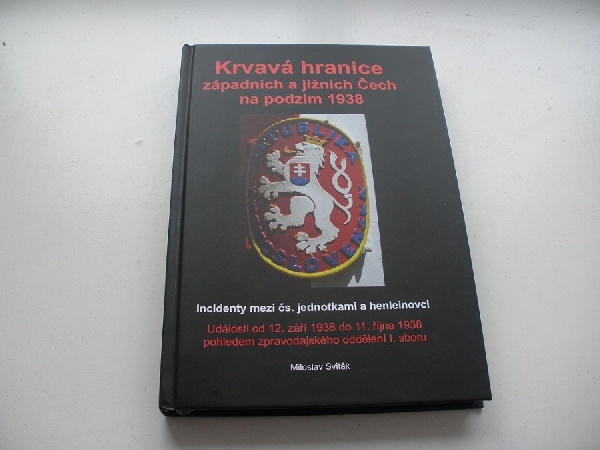 Krvavá hranice
západních a jižních Čech
na podzim 1938
REPUBLIKA
ČESKOSLOVENSKÁ
Incidenty mezi čs. jednotkami a henleinovci
Události od 12. září 1938 do 11. října 1938
pohledem zpravodajského oddělení I. sboru
Miloslav Sviták